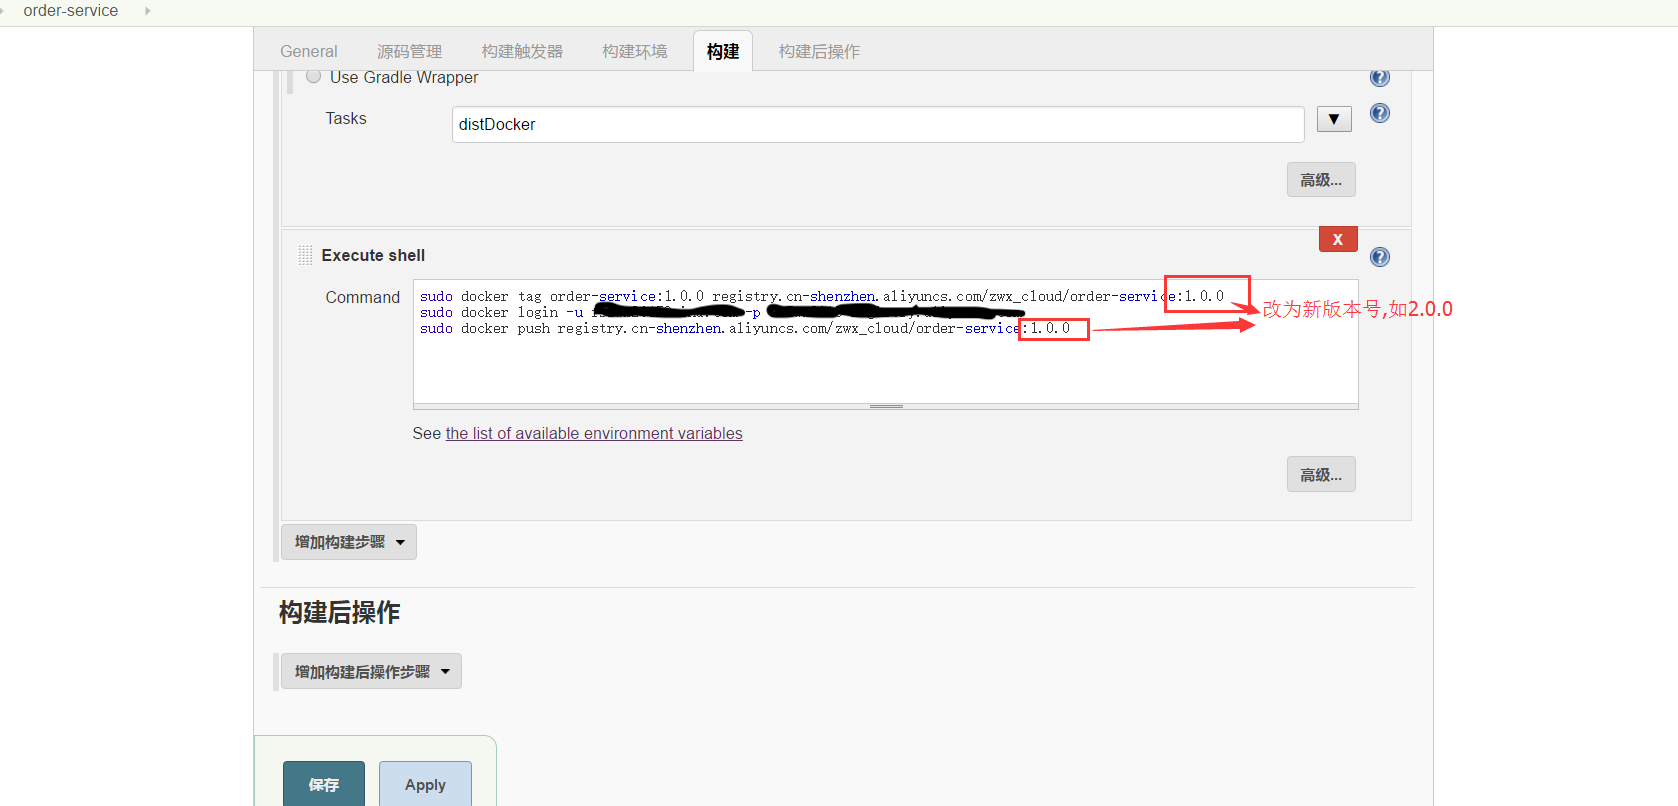 order-service
General 源码管理 构建触发器 构建环境 构建 构建后操作
Use Gradle Wrapper
Tasks
distDocker
高级...
X
Execute shell
Command
sudo docker tag order-service:1.0.0 registry.cn-shenzhen.aliyuncs.com/zwx_cloud/order-service:1.0.0
改为新版本号,如2.0.0
sudo docker login -u -p
sudo docker push registry.cn-shenzhen.aliyuncs.com/zwx_cloud/order-service:1.0.0
See the list of available environment variables
高级...
增加构建步骤
构建后操作
增加构建后操作步骤
保存 Apply